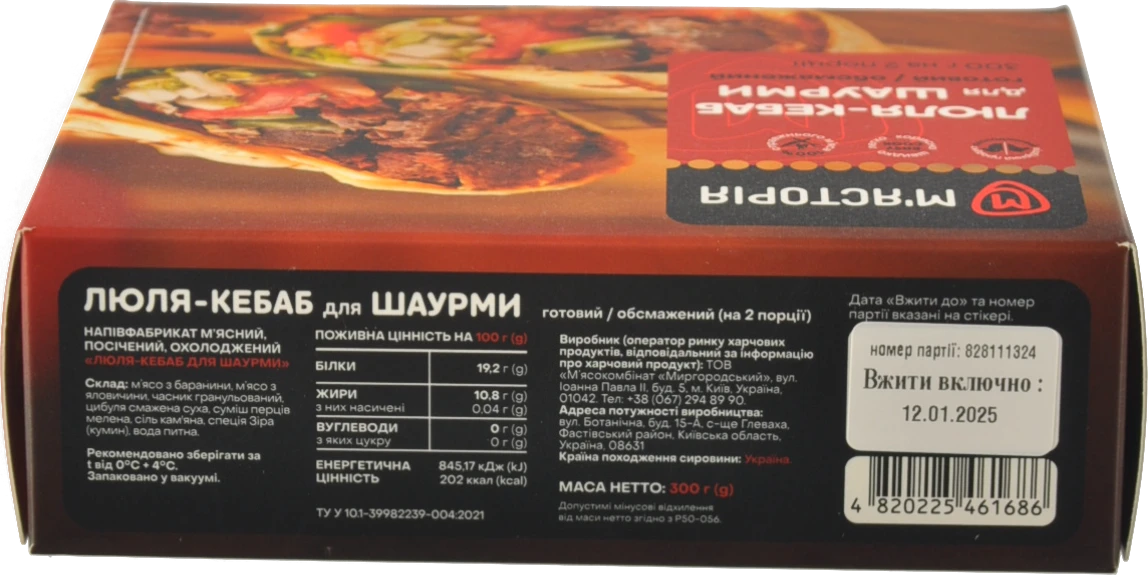 М'ЯСТОРІЯ
ЛЮЛЯ-КЕБАБ
для ШАУРМИ
готовий / обсмажений
300 г на 2 порції
ЛЮЛЯ-КЕБАБ для ШАУРМИ готовий / обсмажений (на 2 порції)
НАПІВФАБРИКАТ М'ЯСНИЙ,
ПОСІЧЕНИЙ, ОХОЛОДЖЕНИЙ
«ЛЮЛЯ-КЕБАБ ДЛЯ ШАУРМИ»
Склад: м'ясо з баранини, м'ясо з
яловичини, часник гранульований,
цибуля смажена суха, суміш перців
мелена, сіль кам'яна, спеція Зіра
(кумин), вода питна.
Рекомендовано зберігати за
t від 0°С + 4°С.
Запаковано у вакуумі.
ПОЖИВНА ЦІННІСТЬ НА 100 г (g)
БІЛКИ 19,2 г (g)
ЖИРИ 10,8 г (g)
з них насичені 0.04 г (g)
ВУГЛЕВОДИ 0 г (g)
з яких цукру 0 г (g)
ЕНЕРГЕТИЧНА 845,17 кДж (kJ)
ЦІННІСТЬ 202 ккал (kcal)
ТУ У 10.1-39982239-004:2021
Виробник (оператор ринку харчових
продуктів, відповідальний за інформацію
про харчовий продукт): ТОВ
«М'ясокомбінат «Миргородський», вул.
Іоанна Павла ІІ, буд. 5, м. Київ, Україна,
01042. Тел: +38 (067) 294 89 90.
Адреса потужності виробництва:
вул. Ботанічна, буд. 15-А, с-ще Глеваха,
Фастівський район, Київська область,
Україна, 08631
Країна походження сировини: Україна.
МАСА НЕТТО: 300 г (g)
Допустимі мінусові відхилення
від маси нетто згідно з Р50-056.
Дата «Вжити до» та номер
партії вказані на стікері.
номер партії: 828111324
Вжити включно :
12.01.2025
4 820225 461686